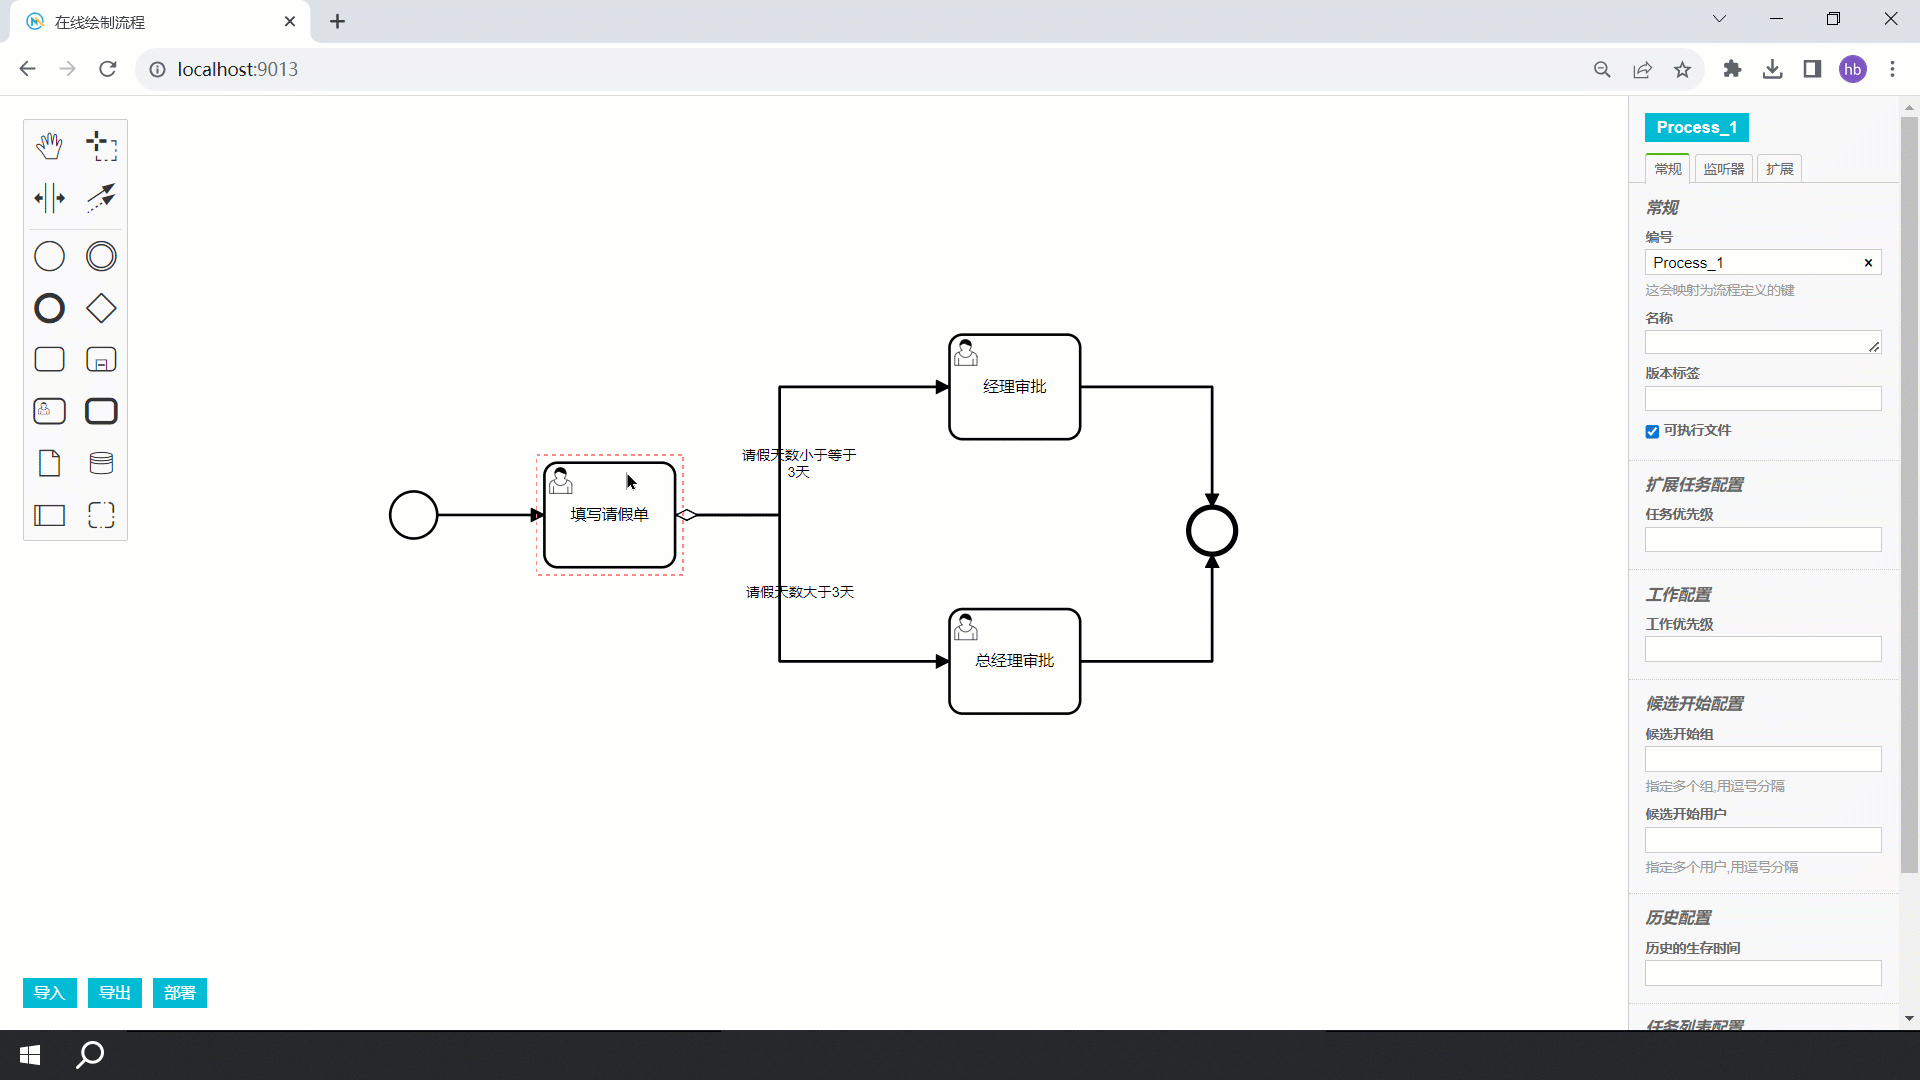 在线绘制流程
localhost:9013
hb
Process_1
常规
监听器
扩展
常规
编号
Process_1
这会映射为流程定义的键
名称
版本标签
可执行文件
扩展任务配置
任务优先级
工作配置
工作优先级
候选开始配置
候选开始组
指定多个组,用逗号分隔
候选开始用户
指定多个用户,用逗号分隔
历史配置
历史的生存时间
任务列表配置
经理审批
请假天数小于等于
3天
填写请假单
请假天数大于3天
总经理审批
导入
导出
部署